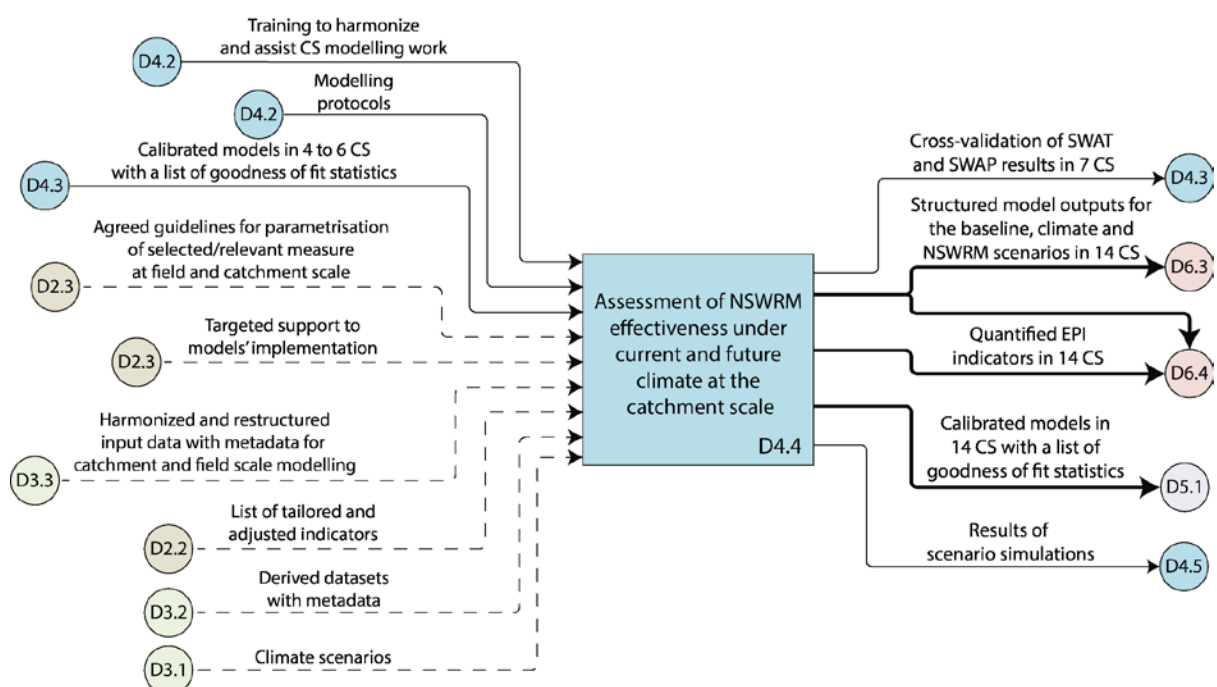 Training to harmonize
and assist CS modelling work
D4.2
Modelling
protocols
D4.2
Calibrated models in 4 to 6 CS
with a list of goodness of fit statistics
D4.3
Agreed guidelines for parametrisation
of selected/relevant measure
at field and catchment scale
D2.3
Targeted support to
models' implementation
D2.3
Harmonized and restructured
input data with metadata for
catchment and field scale modelling
D3.3
List of tailored and
adjusted indicators
D2.2
Derived datasets
with metadata
D3.2
Climate scenarios
D3.1
Assessment of NSWRM
effectiveness under
current and future
climate at the
catchment scale
D4.4
Cross-validation of SWAT
and SWAP results in 7 CS
D4.3
Structured model outputs for
the baseline, climate and
NSWRM scenarios in 14 CS
D6.3
Quantified EPI
indicators in 14 CS
D6.4
Calibrated models in
14 CS with a list of
goodness of fit statistics
D5.1
Results of
scenario simulations
D4.5